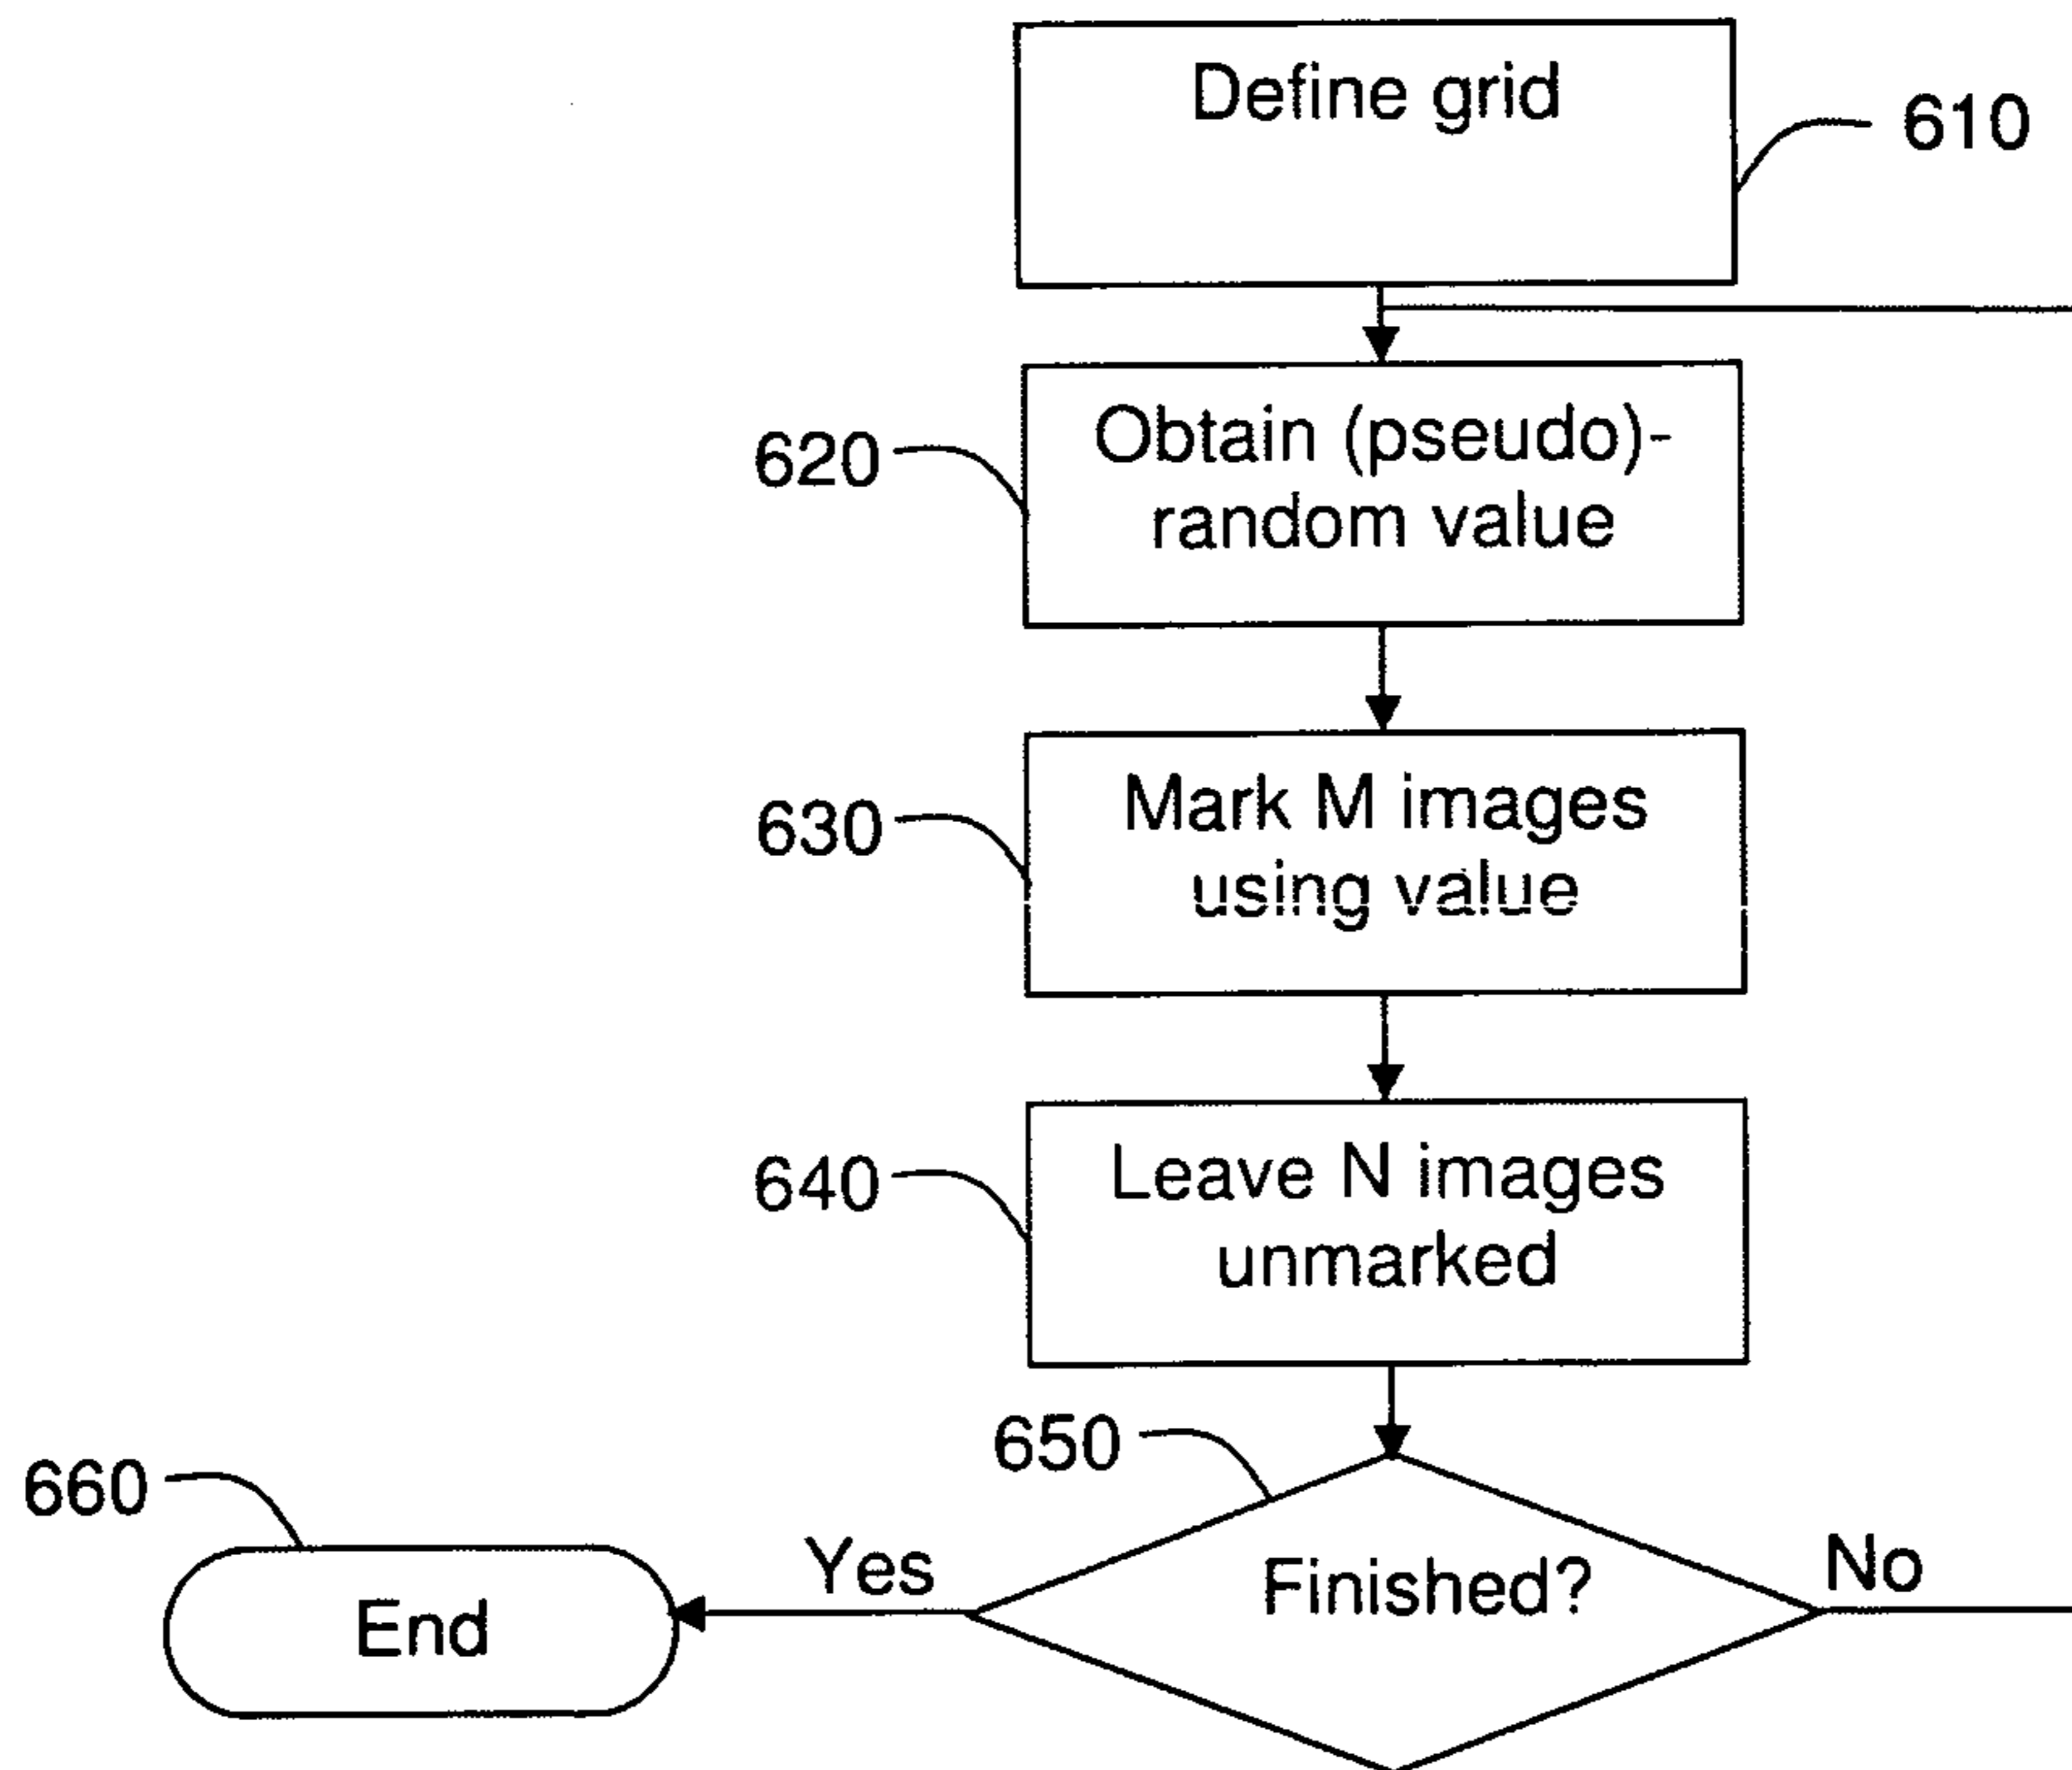 Define grid
610
620
Obtain (pseudo)-
random value
630
Mark M images
using value
640
Leave N images
unmarked
650
660
Yes
Finished?
No
End